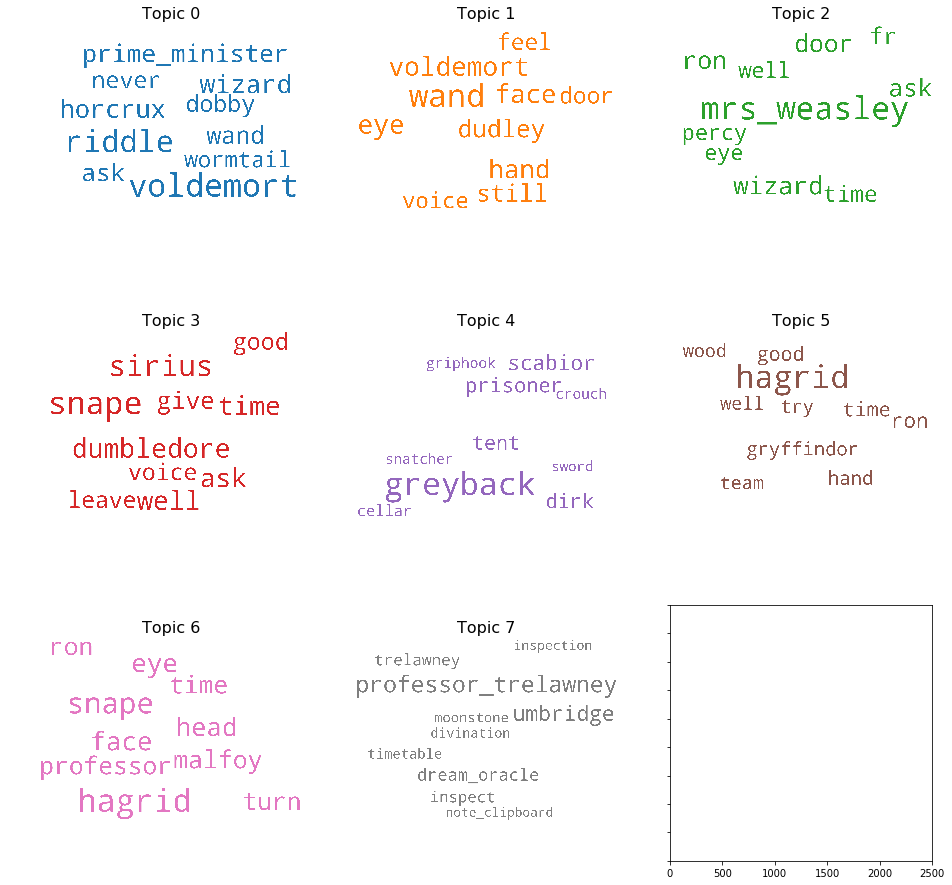 Topic 0
prime_minister
never wizard
horcrux dobby
riddle wand
wormtail
ask voldemort
Topic 1
feel
voldemort
wand face door
eye dudley
hand
voice still
Topic 2
door fr
ron well
ask
mrs_weasley
percy
eye
wizard time
Topic 3
good
sirius
snape give time
dumbledore
voice ask
leave well
Topic 4
griphook scabior
prisoner crouch
tent
snatcher sword
greyback
dirk
cellar
Topic 5
wood good
hagrid
well try time
ron
gryffindor
team hand
Topic 6
ron
eye
time
snape
head
face
professor malfoy
hagrid turn
Topic 7
inspection
trelawney
professor_trelawney
moonstone umbridge
divination
timetable
dream_oracle
inspect
note_clipboard
0 500 1000 1500 2000 2500